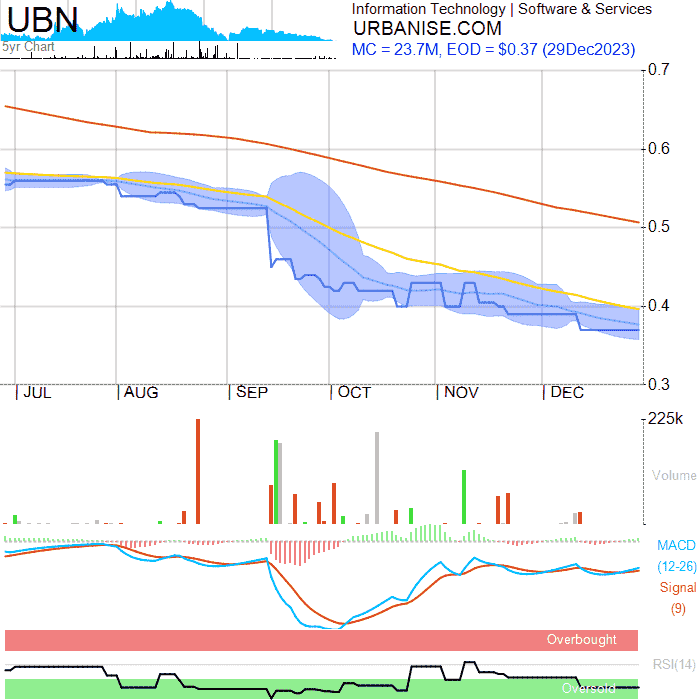 UBN
5yr Chart
Information Technology | Software & Services
URBANISE.COM
MC = 23.7M, EOD = $0.37 (29Dec2023)
0.7
0.6
0.5
0.4
0.3
JUL AUG SEP OCT NOV DEC
225k
Volume
MACD
(12-26)
Signal
(9)
Overbought
RSI(14)
Oversold